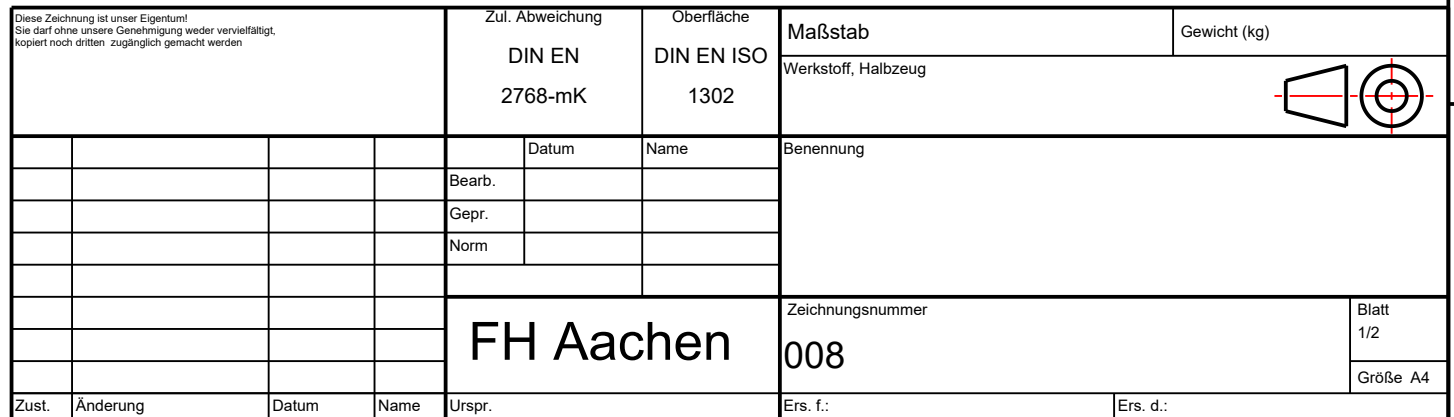 Diese Zeichnung ist unser Eigentum!
Sie darf ohne unsere Genehmigung weder vervielfältigt,
kopiert noch dritten zugänglich gemacht werden
Zul. Abweichung
DIN EN
2768-mK
Oberfläche
DIN EN ISO
1302
Maßstab
Gewicht (kg)
Werkstoff, Halbzeug
Datum
Name
Bearb.
Gepr.
Norm
Benennung
FH Aachen
Zeichnungsnummer
008
Blatt
1/2
Größe A4
Zust.
Änderung
Datum
Name
Urspr.
Ers. f.:
Ers. d.: